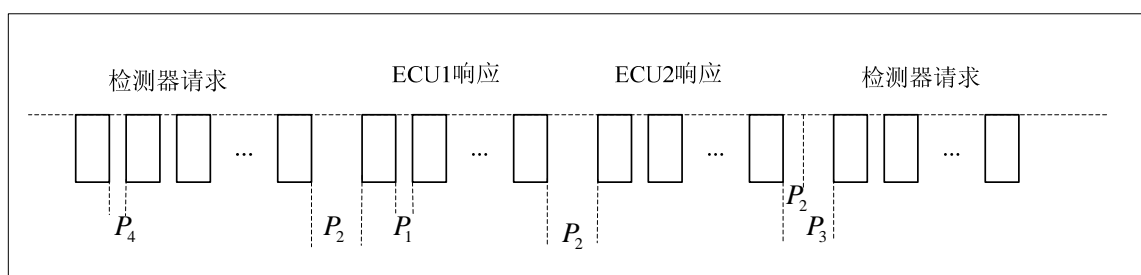 检测器请求 ECU1响应 ECU2响应 检测器请求
... ... ... ...
P₄ P₂ P₁ P₂ P₂ P₃